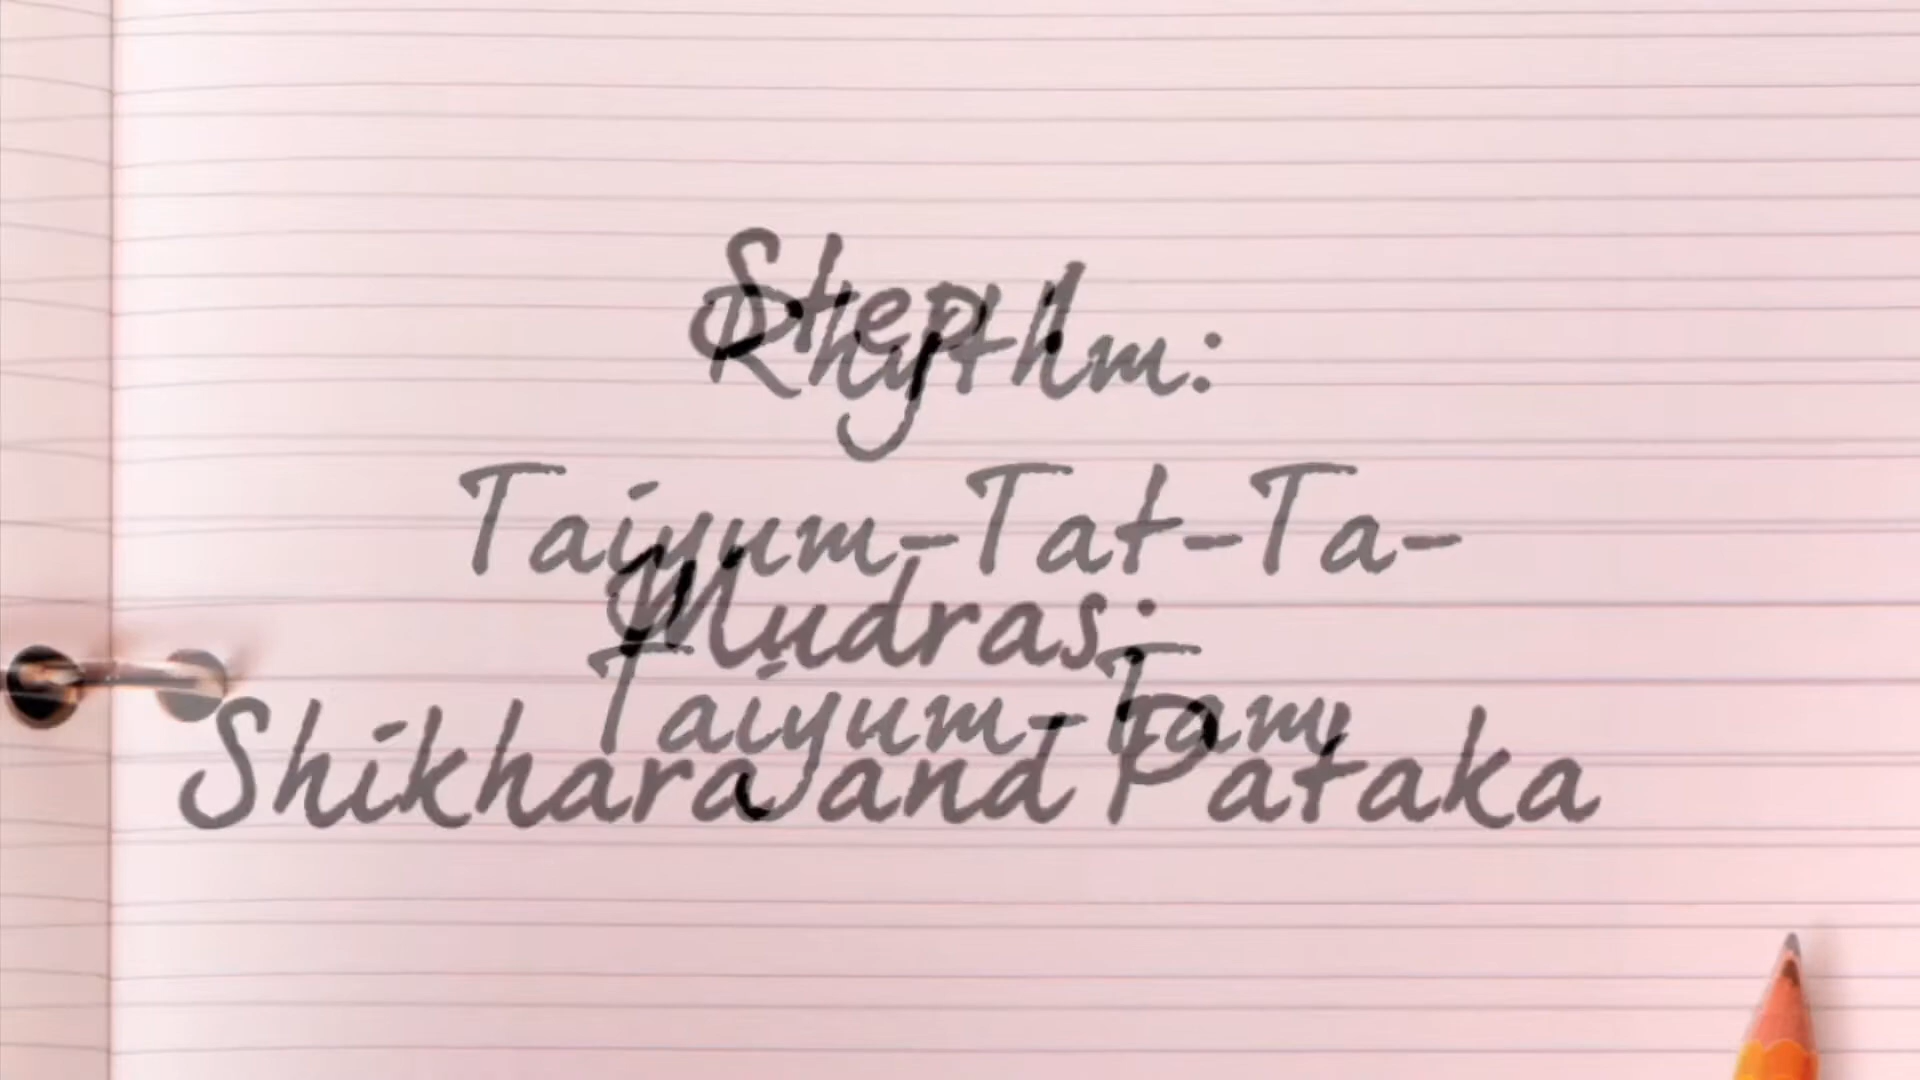 Step 1
Rhythm:
Taiyum-Tat-Ta-
Mudras:
Taiyum-Tam
Shikhara and Pataka